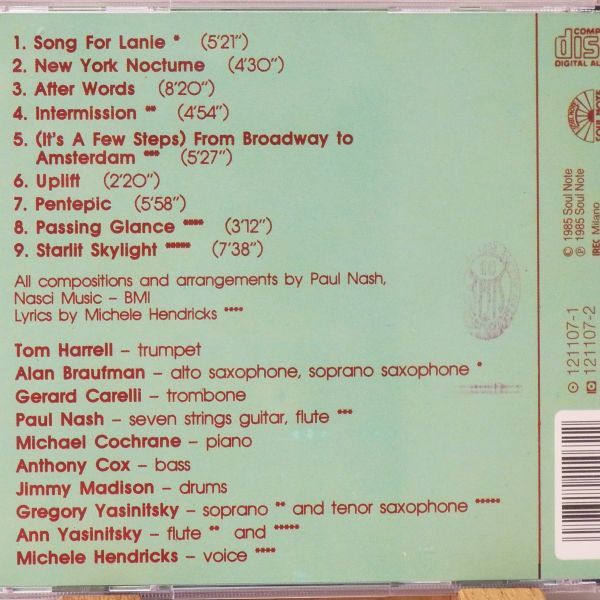 1. Song For Lanie * (5'21")
2. New York Nocturne (4'30")
3. After Words (8'20")
4. Intermission ** (4'54")
5. (It's A Few Steps) From Broadway to
Amsterdam *** (5'27")
6. Uplift (2'20")
7. Pentepic (5'58")
8. Passing Glance **** (3'12")
9. Starlit Skylight ***** (7'38")
All compositions and arrangements by Paul Nash,
Nasci Music – BMI
Lyrics by Michele Hendricks ****
Tom Harrell – trumpet
Alan Braufman – alto saxophone, soprano saxophone *
Gerard Carelli – trombone
Paul Nash – seven strings guitar, flute ***
Michael Cochrane – piano
Anthony Cox – bass
Jimmy Madison – drums
Gregory Yasinitsky – soprano ** and tenor saxophone *****
Ann Yasinitsky – flute ** and *****
Michele Hendricks – voice ****
COMP
dis
DIGITAL AU
SOUL NOTE
© 1985 Soul Note
℗ 1985 Soul Note
IREC Milano
121107-1
121107-2